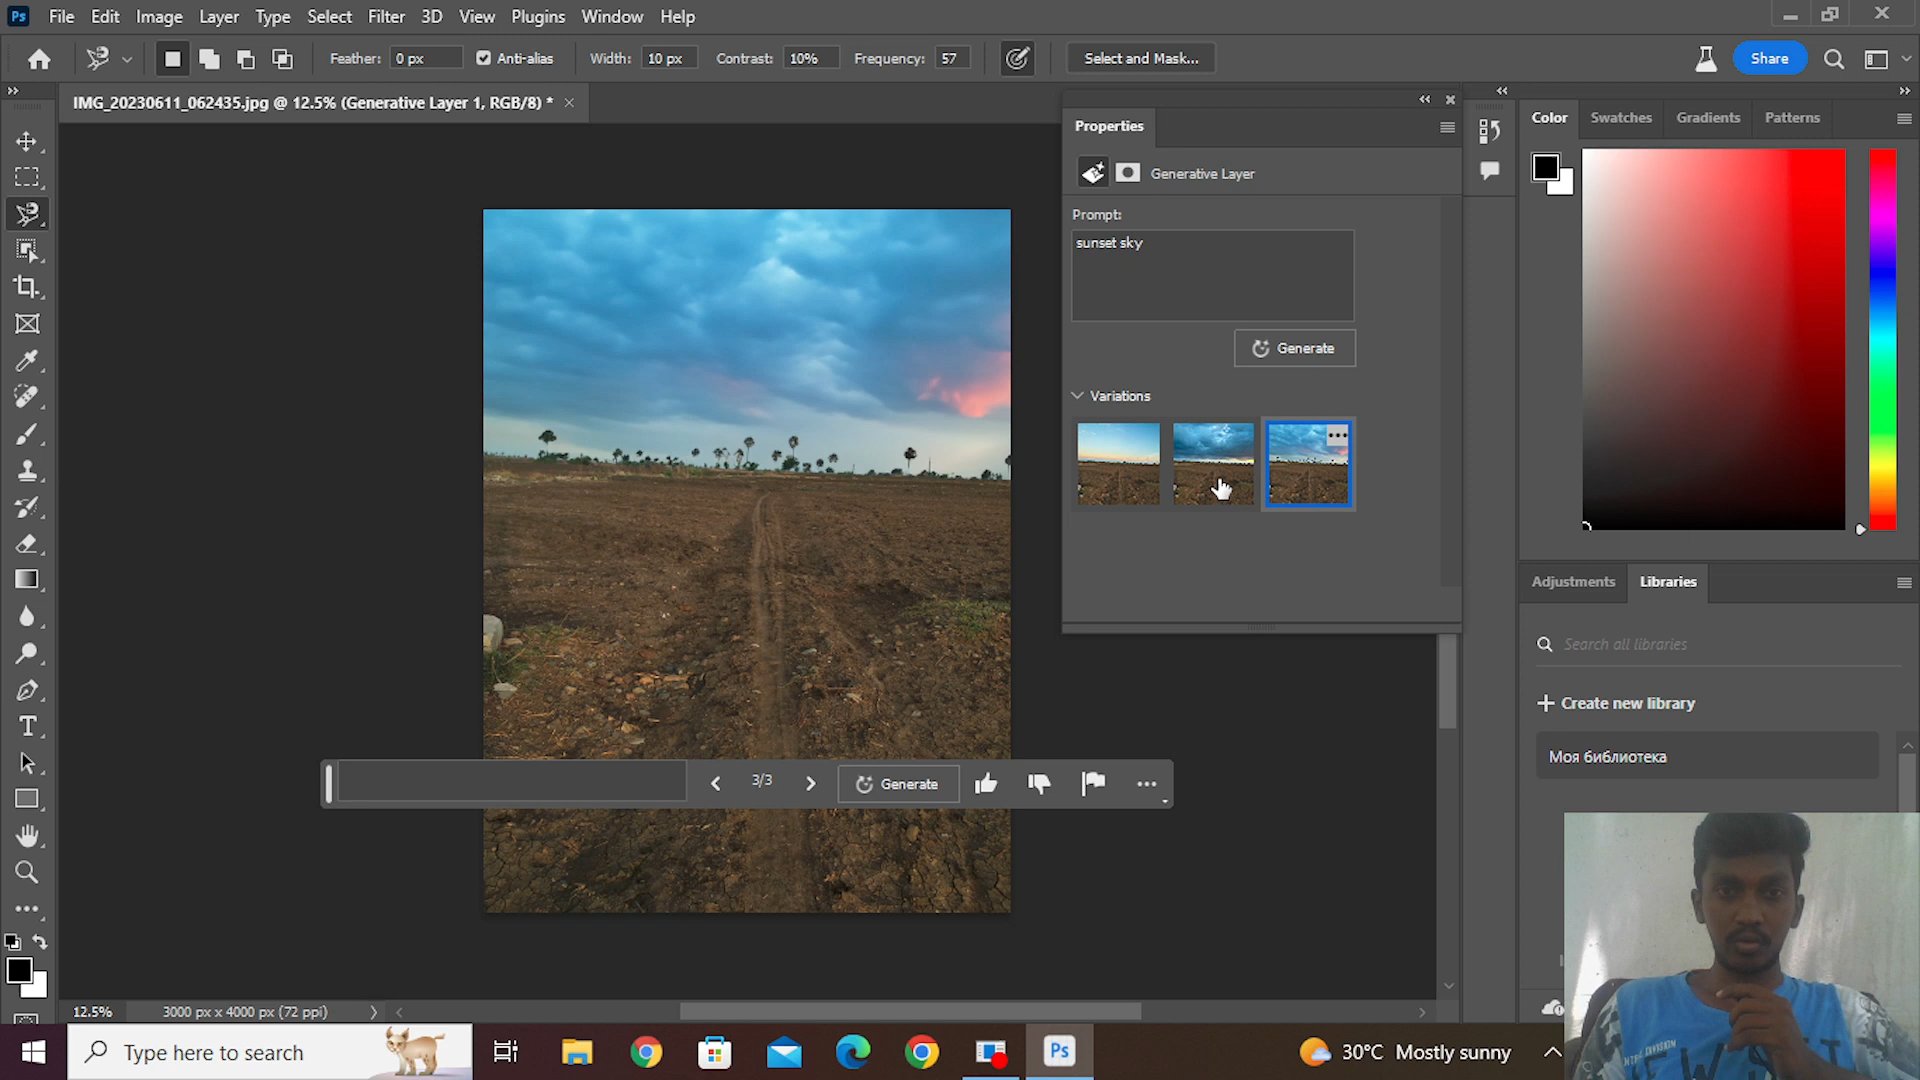 Ps File Edit Image Layer Type Select Filter 3D View Plugins Window Help
Feather: 0 px Anti-alias Width: 10 px Contrast: 10% Frequency: 57 Select and Mask... Share
IMG_20230611_062435.jpg @ 12.5% (Generative Layer 1, RGB/8) *
Properties
Generative Layer
Prompt:
sunset sky
Generate
Variations
Color Swatches Gradients Patterns
Adjustments Libraries
Search all libraries
Create new library
Моя библиотека
3/3 Generate
12.5% 3000 px x 4000 px (72 ppi)
Type here to search
Ps
30°C Mostly sunny